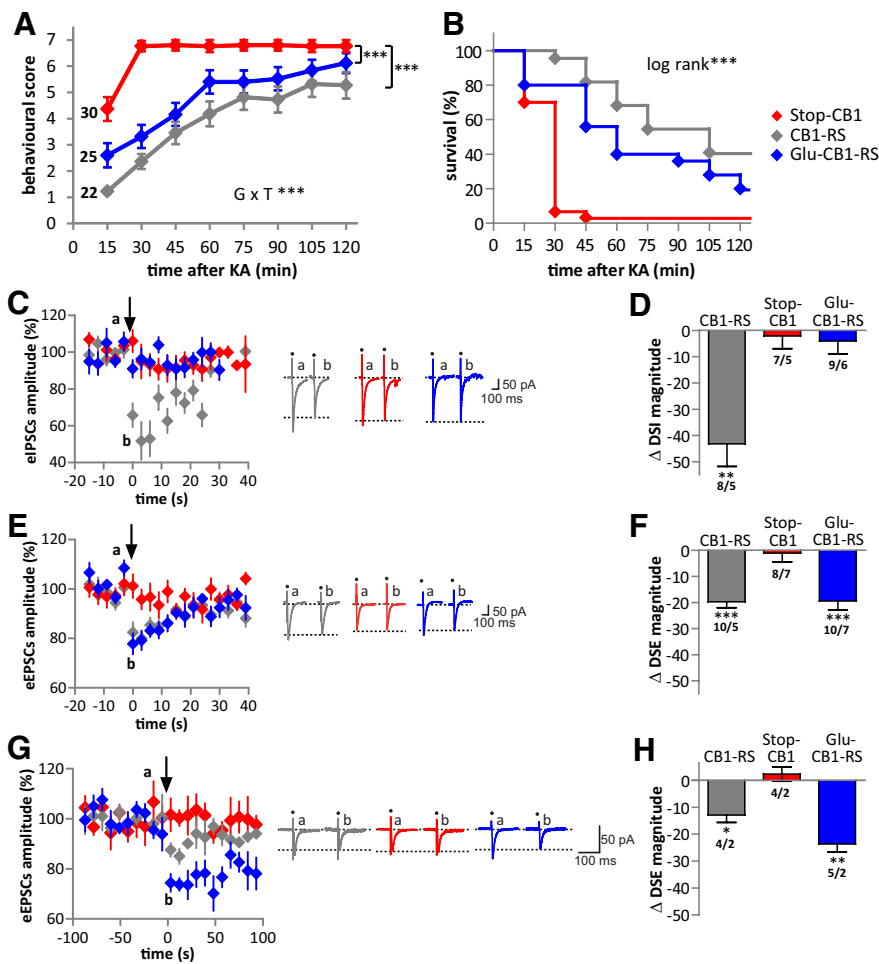 A
behavioural score
7
6
5
4
3
2
1
0
30
25
22
***
***
G x T ***
0 15 30 45 60 75 90 105 120
time after KA (min)
B
survival (%)
100
80
60
40
20
0
log rank***
0 15 30 45 60 75 90 105 120
time after KA (min)
Stop-CB1
CB1-RS
Glu-CB1-RS
C
eIPSCs amplitude (%)
120
100
80
60
40
a
b
-20 -10 0 10 20 30 40
time (s)
a b a b a b
50 pA
100 ms
D
CB1-RS Stop-CB1 Glu-CB1-RS
Δ DSI magnitude
0
-10
-20
-30
-40
-50
**
8/5
7/5
9/6
E
eEPSCs amplitude (%)
120
100
80
60
a
b
-20 -10 0 10 20 30 40
time (s)
a b a b a b
50 pA
100 ms
F
CB1-RS Stop-CB1 Glu-CB1-RS
Δ DSE magnitude
0
-10
-20
-30
-40
-50
***
10/5
8/7
***
10/7
G
eEPSCs amplitude (%)
120
100
80
60
a
b
-100 -50 0 50 100
time (s)
a b a b a b
50 pA
100 ms
H
CB1-RS Stop-CB1 Glu-CB1-RS
Δ DSE magnitude
0
-10
-20
-30
-40
-50
*
4/2
4/2
**
5/2